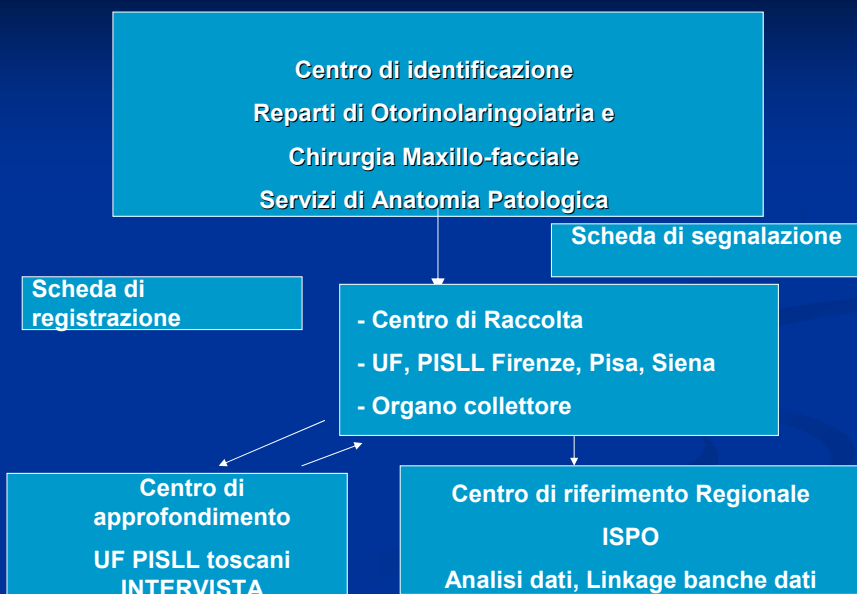 Centro di identificazione
Reparti di Otorinolaringoiatria e
Chirurgia Maxillo-facciale
Servizi di Anatomia Patologica
Scheda di segnalazione
Scheda di
registrazione
- Centro di Raccolta
- UF, PISLL Firenze, Pisa, Siena
- Organo collettore
Centro di
approfondimento
UF PISLL toscani
INTERVISTA
Centro di riferimento Regionale
ISPO
Analisi dati, Linkage banche dati